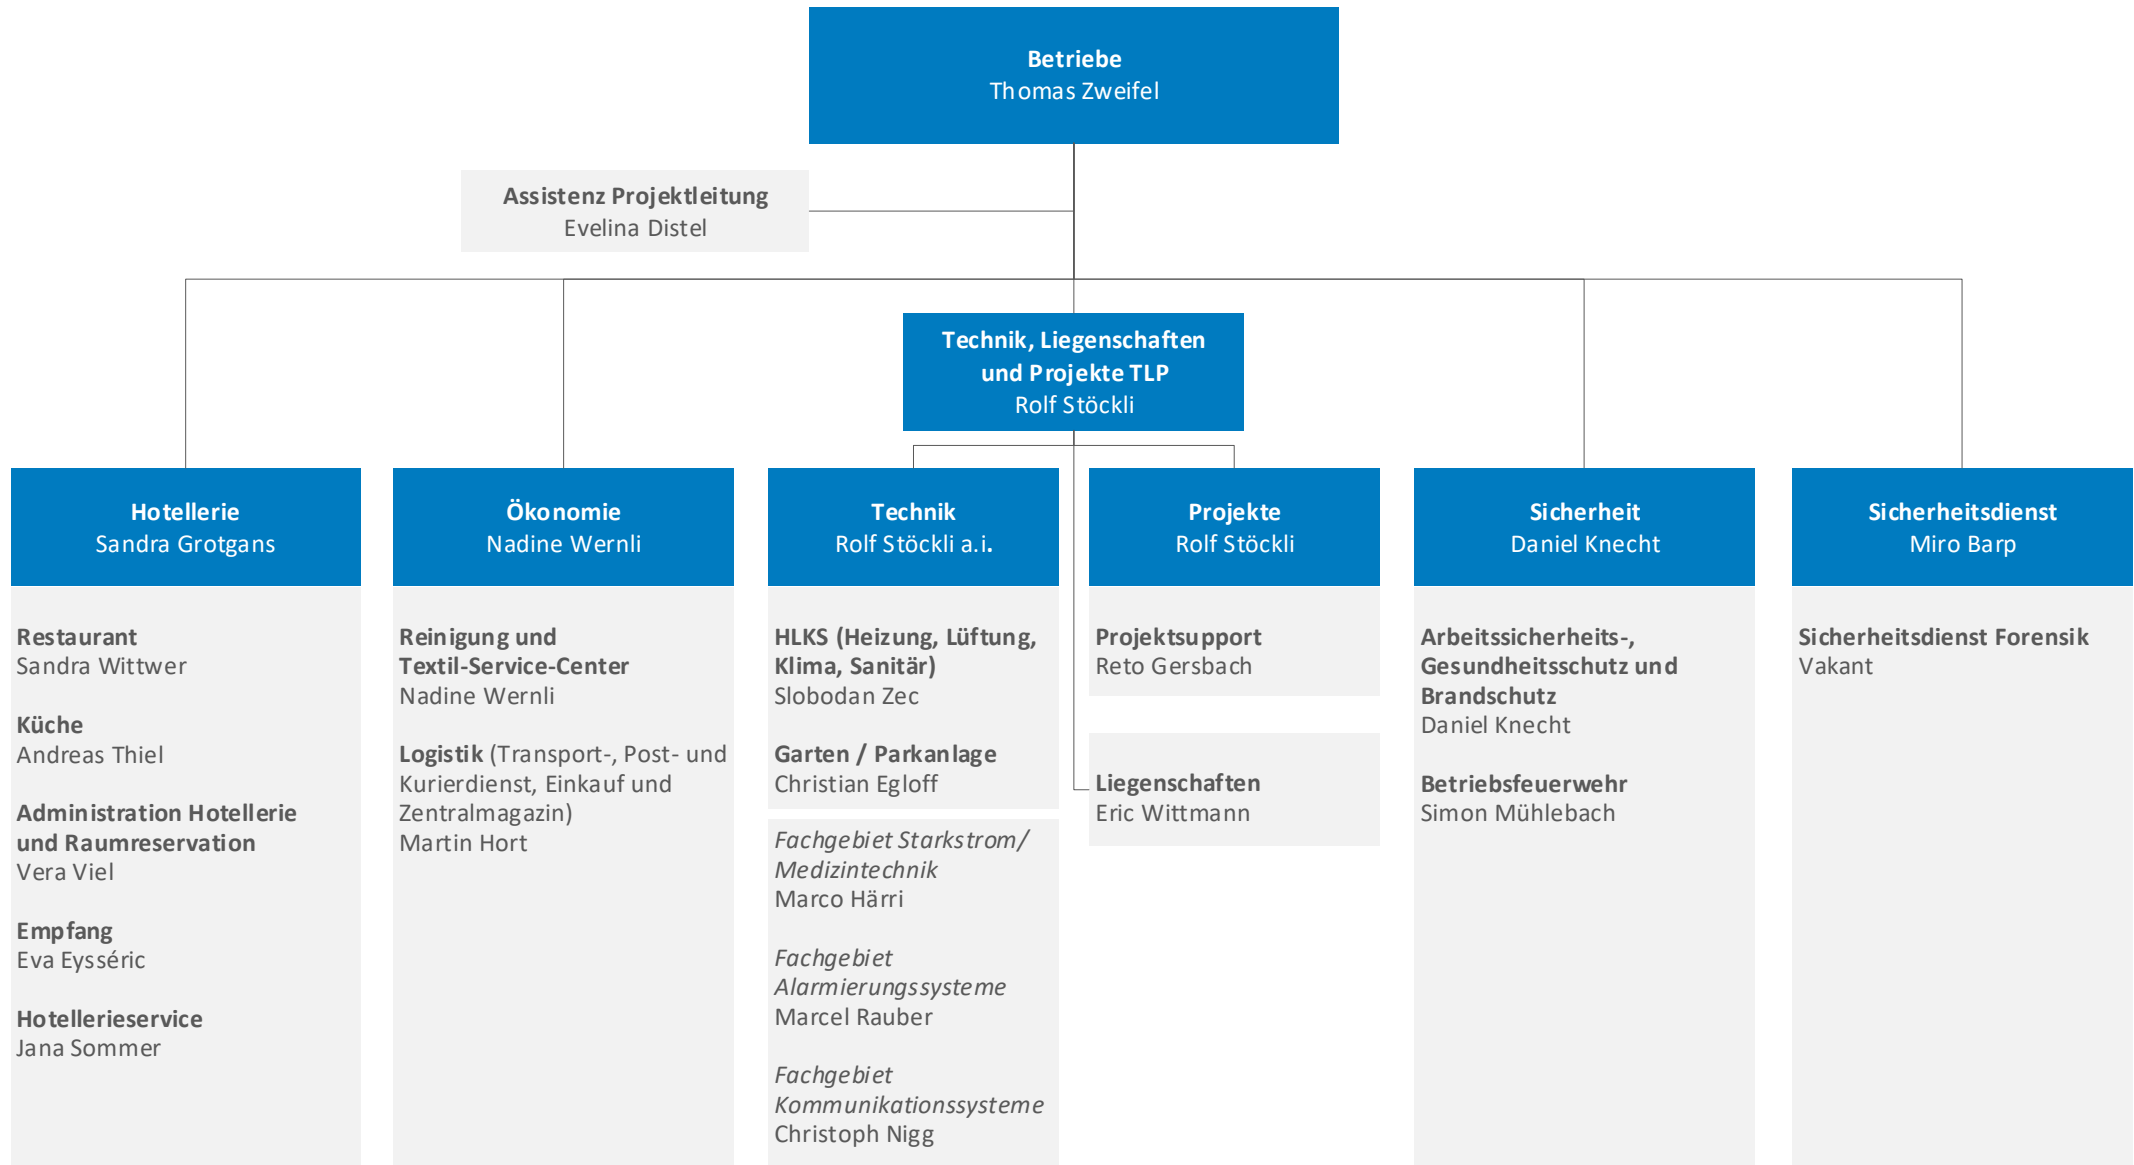 Betriebe
Thomas Zweifel
Assistenz Projektleitung
Evelina Distel
Technik, Liegenschaften
und Projekte TLP
Rolf Stöckli
Hotellerie
Sandra Grotgans
Restaurant
Sandra Wittwer
Küche
Andreas Thiel
Administration Hotellerie
und Raumreservation
Vera Viel
Empfang
Eva Eysséric
Hotellerieservice
Jana Sommer
Ökonomie
Nadine Wernli
Reinigung und
Textil-Service-Center
Nadine Wernli
Logistik (Transport-, Post- und
Kurierdienst, Einkauf und
Zentralmagazin)
Martin Hort
Technik
Rolf Stöckli a.i.
HLKS (Heizung, Lüftung,
Klima, Sanitär)
Slobodan Zec
Garten / Parkanlage
Christian Egloff
Fachgebiet Starkstrom/
Medizintechnik
Marco Härri
Fachgebiet
Alarmierungssysteme
Marcel Rauber
Fachgebiet
Kommunikationssysteme
Christoph Nigg
Projekte
Rolf Stöckli
Projektsupport
Reto Gersbach
Liegenschaften
Eric Wittmann
Sicherheit
Daniel Knecht
Arbeitssicherheits-,
Gesundheitsschutz und
Brandschutz
Daniel Knecht
Betriebsfeuerwehr
Simon Mühlebach
Sicherheitsdienst
Miro Barp
Sicherheitsdienst Forensik
Vakant